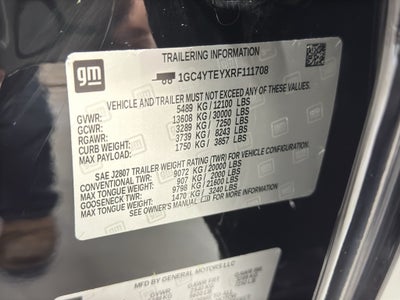 gm
TRAILERING INFORMATION
1GC4YTEYXRF111708
VEHICLE AND TRAILER MUST NOT EXCEED ANY OF THESE VALUES:
GVWR: 5489 KG/12100 LBS
GCWR: 13608 KG/30000 LBS
RGAWR: 3289 KG/ 7250 LBS
CURB WEIGHT: 3739 KG/ 8243 LBS
MAX PAYLOAD: 1750 KG/ 3857 LBS
SAE J2807 TRAILER WEIGHT RATING (TWR) FOR VEHICLE CONFIGURATION.
CONVENTIONAL TWR: 9072 KG/20000 LBS
MAX TONGUE WEIGHT: 907 KG/ 2000 LBS
GOOSENECK TWR: 9798 KG/21600 LBS
MAX PAYLOAD: 1470 KG/ 3240 LBS
SEE OWNER'S MANUAL FOR MORE INFORMATION.
MFD BY GENERAL MOTORS LLC